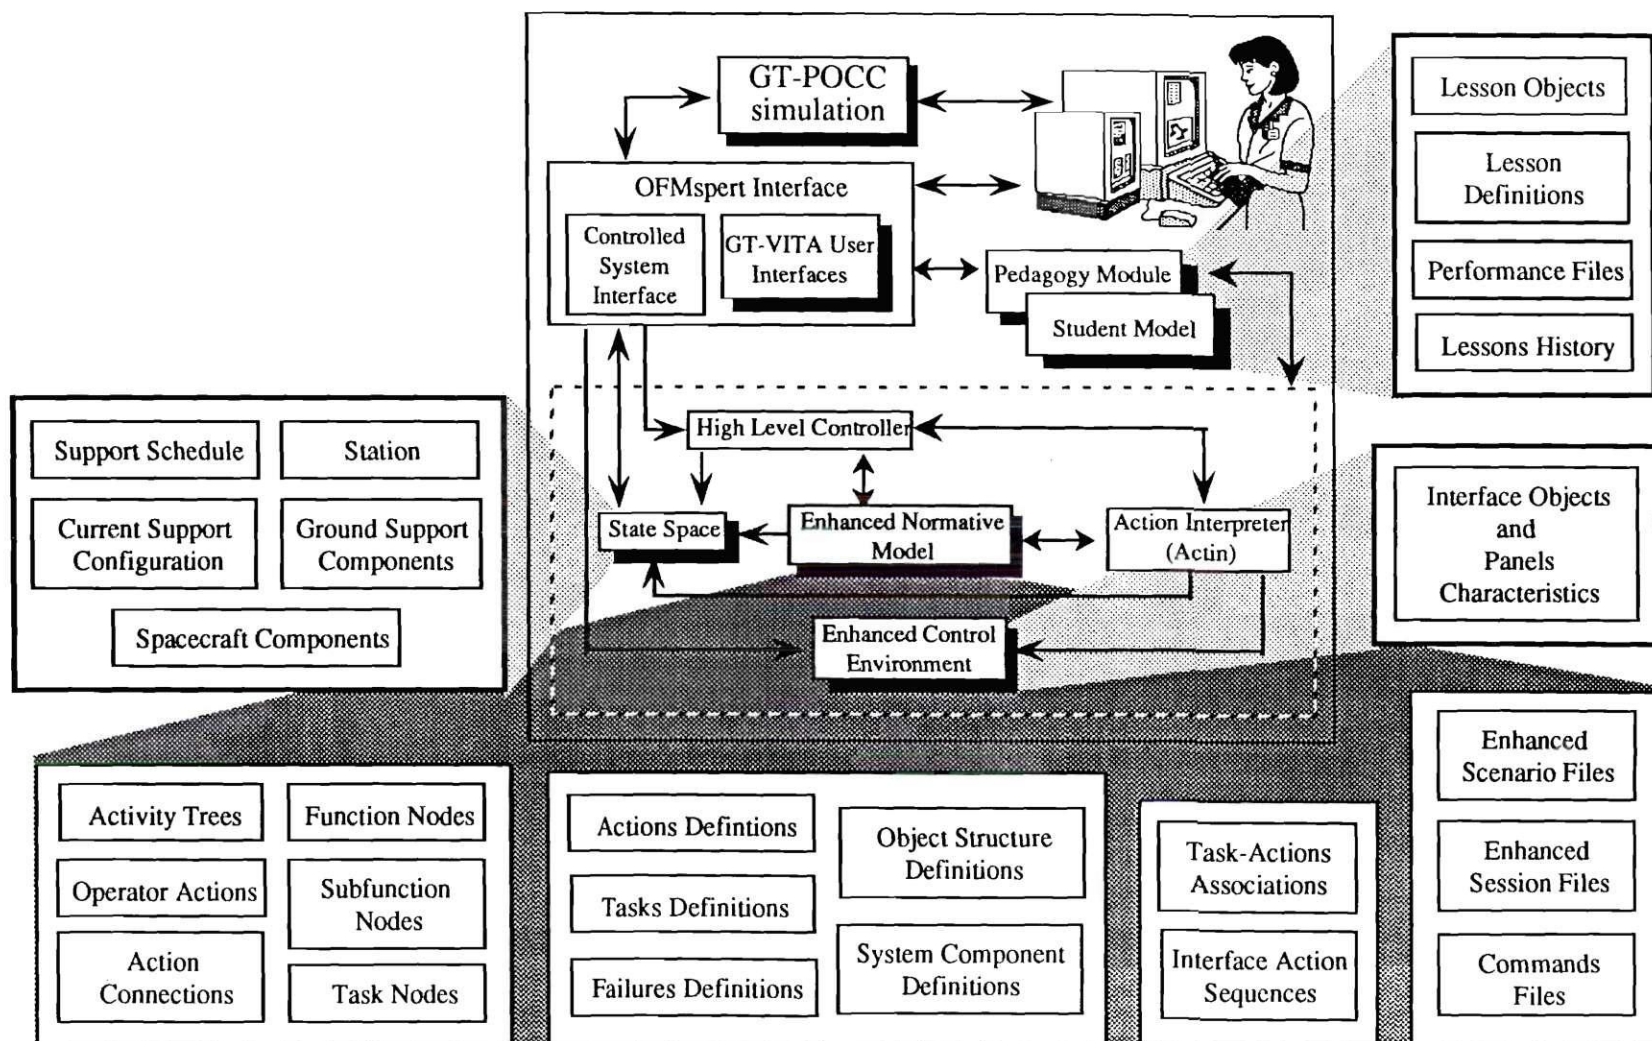 GT-POCC
simulation
OFMspert Interface
Controlled
System
Interface
GT-VITA User
Interfaces
Pedagogy Module
Student Model
Lesson Objects
Lesson
Definitions
Performance Files
Lessons History
High Level Controller
State Space
Enhanced Normative
Model
Action Interpreter
(Actin)
Enhanced Control
Environment
Support Schedule
Station
Current Support
Configuration
Ground Support
Components
Spacecraft Components
Interface Objects
and
Panels
Characteristics
Activity Trees
Function Nodes
Operator Actions
Subfunction
Nodes
Action
Connections
Task Nodes
Actions Defintions
Object Structure
Definitions
Tasks Definitions
System Component
Definitions
Failures Definitions
Task-Actions
Associations
Interface Action
Sequences
Enhanced
Scenario Files
Enhanced
Session Files
Commands
Files